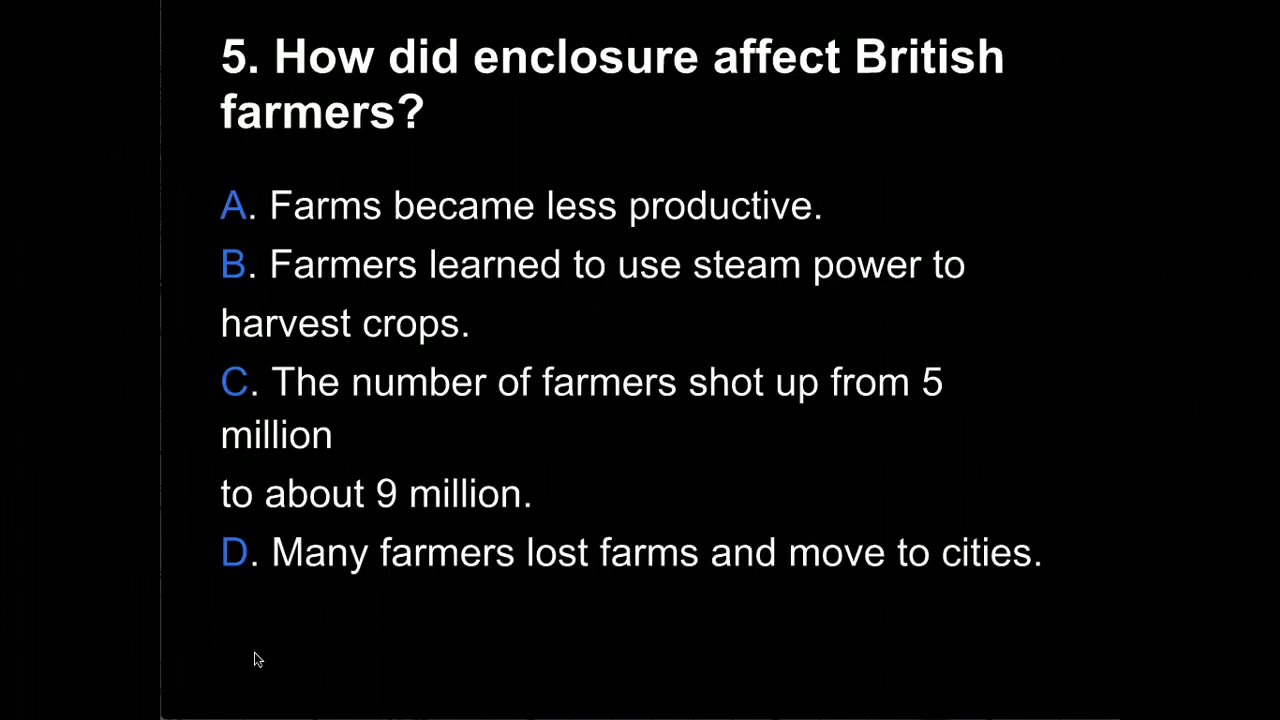 5. How did enclosure affect British
farmers?
A. Farms became less productive.
B. Farmers learned to use steam power to
harvest crops.
C. The number of farmers shot up from 5
million
to about 9 million.
D. Many farmers lost farms and move to cities.